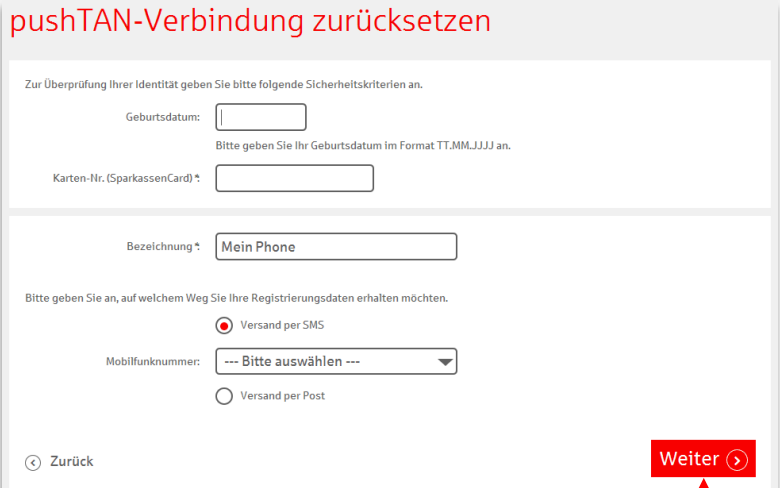 pushTAN-Verbindung zurücksetzen
Zur Überprüfung Ihrer Identität geben Sie bitte folgende Sicherheitskriterien an.
Geburtsdatum:
Bitte geben Sie Ihr Geburtsdatum im Format TT.MM.JJJJ an.
Karten-Nr. (SparkassenCard) *:
Bezeichnung *: Mein Phone
Bitte geben Sie an, auf welchem Weg Sie Ihre Registrierungsdaten erhalten möchten.
Versand per SMS
Mobilfunknummer: --- Bitte auswählen ---
Versand per Post
Zurück Weiter